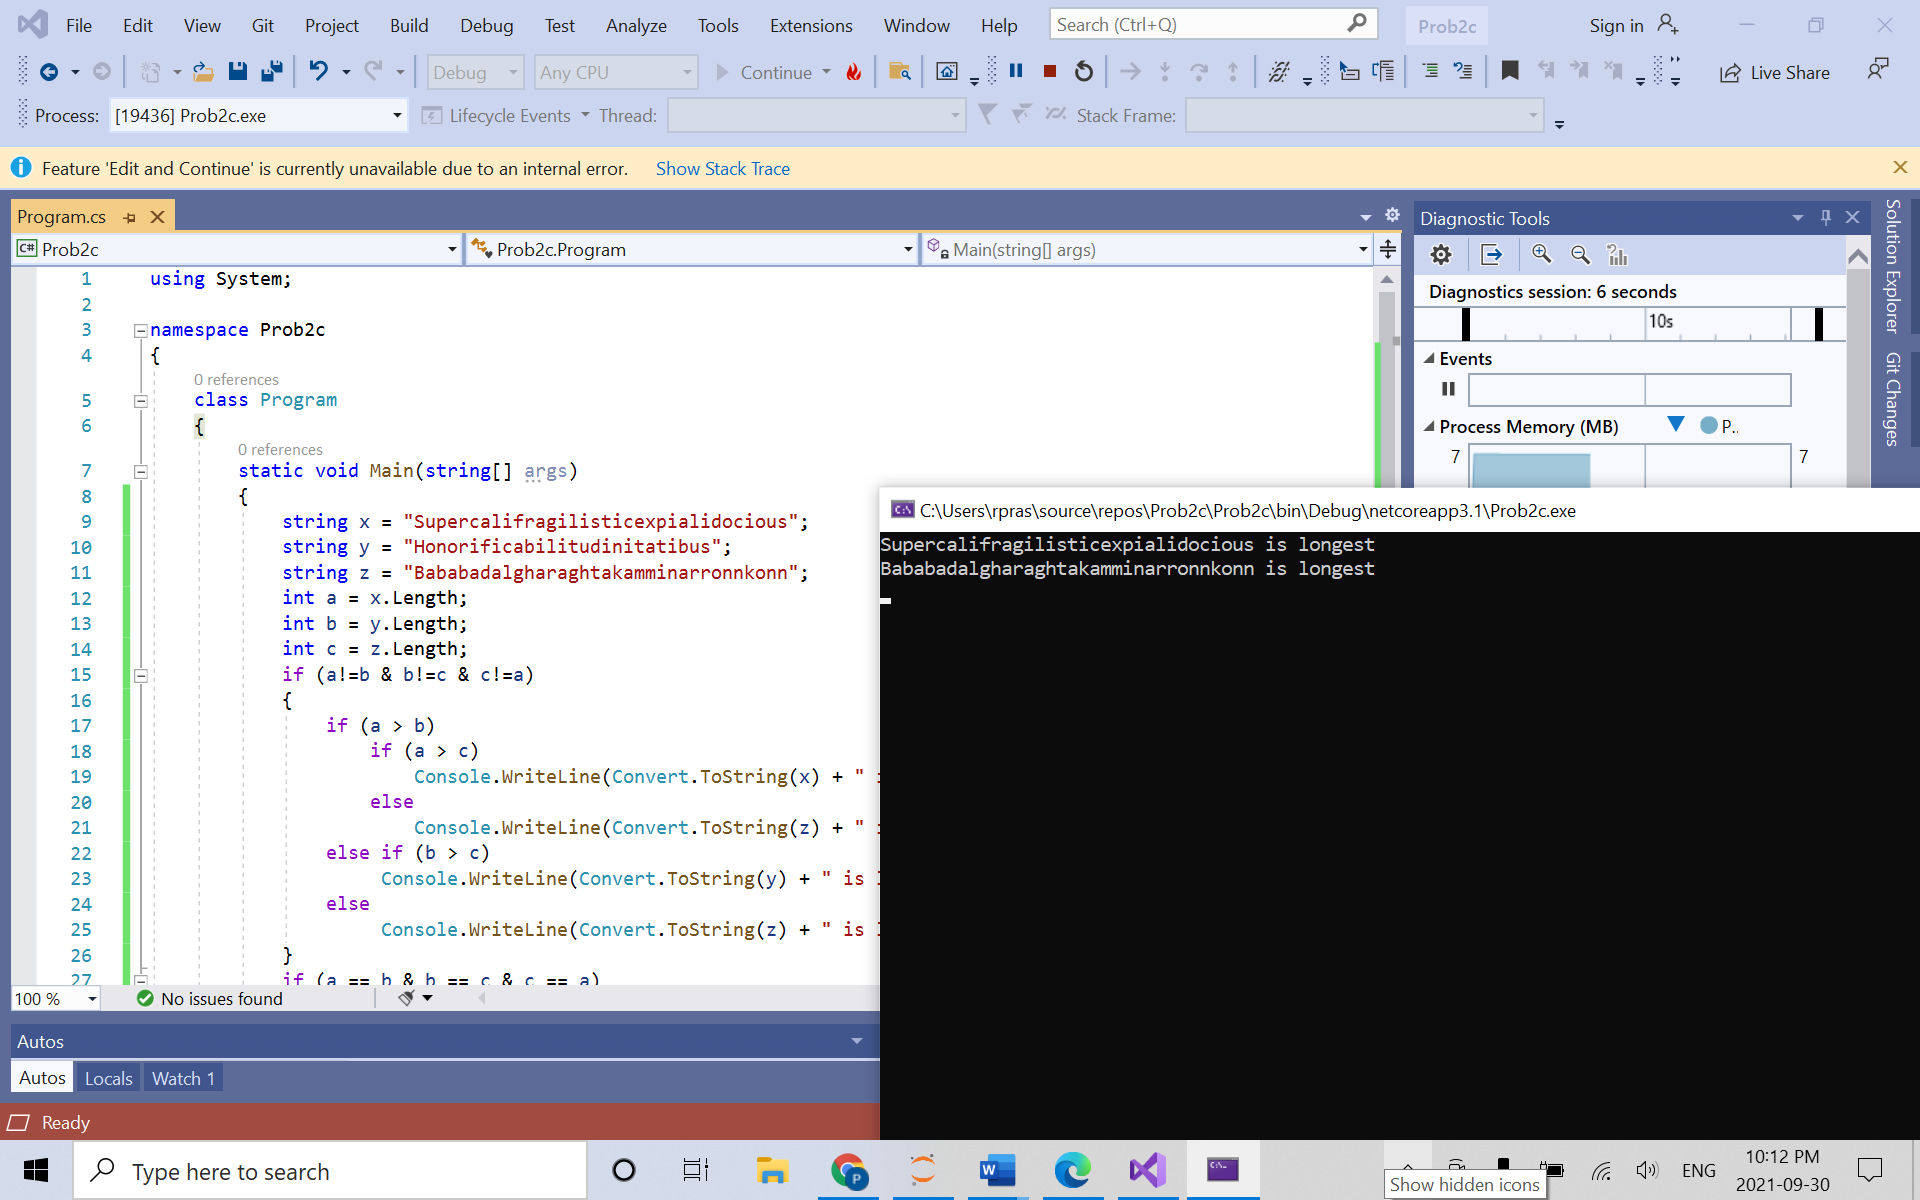 File Edit View Git Project Build Debug Test Analyze Tools Extensions Window Help Search (Ctrl+Q) Prob2c Sign in
Debug Any CPU Continue Live Share
Process: [19436] Prob2c.exe Lifecycle Events Thread: Stack Frame:
Feature 'Edit and Continue' is currently unavailable due to an internal error. Show Stack Trace
Program.cs
C# Prob2c Prob2c.Program Main(string[] args)
1 using System;
2
3 namespace Prob2c
4 {
0 references
5 class Program
6 {
0 references
7 static void Main(string[] args)
8 {
9 string x = "Supercalifragilisticexpialidocious";
10 string y = "Honorificabilitudinitatibus";
11 string z = "Bababadalgharaghtakamminarronnkonn";
12 int a = x.Length;
13 int b = y.Length;
14 int c = z.Length;
15 if (a!=b & b!=c & c!=a)
16 {
17 if (a > b)
18 if (a > c)
19 Console.WriteLine(Convert.ToString(x) + " i
20 else
21 Console.WriteLine(Convert.ToString(z) + " i
22 else if (b > c)
23 Console.WriteLine(Convert.ToString(y) + " is l
24 else
25 Console.WriteLine(Convert.ToString(z) + " is l
26 }
27 if (a == b & b == c & c == a)
100 % No issues found
Autos
Autos Locals Watch 1
Ready
Diagnostic Tools
Diagnostics session: 6 seconds
10s
Events
Process Memory (MB) P..
7 7
Solution Explorer
Git Changes
C:\Users\rpras\source\repos\Prob2c\Prob2c\bin\Debug\netcoreapp3.1\Prob2c.exe
Supercalifragilisticexpialidocious is longest
Bababadalgharaghtakamminarronnkonn is longest
Type here to search
P
W
C:\_
Show hidden icons
ENG
10:12 PM
2021-09-30